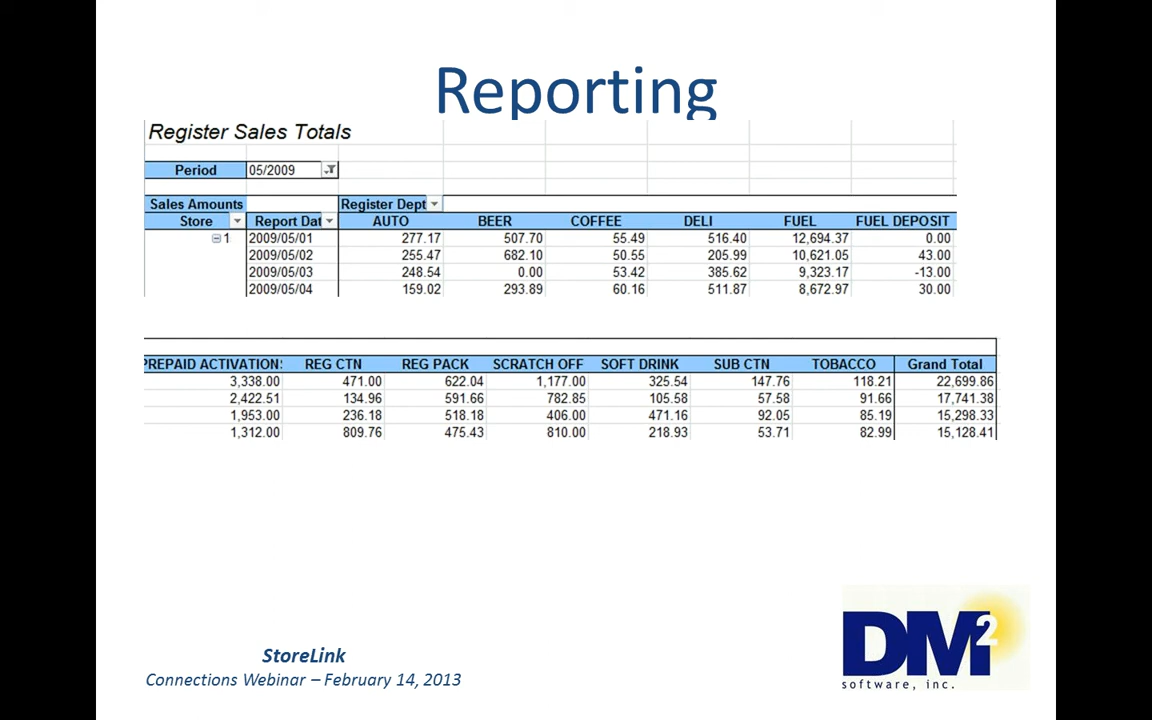 Reporting
Register Sales Totals
Period 05/2009
Sales Amounts Register Dept
Store Report Dat AUTO BEER COFFEE DELI FUEL FUEL DEPOSIT
1 2009/05/01 277.17 507.70 55.49 516.40 12,694.37 0.00
2009/05/02 255.47 682.10 50.55 205.99 10,621.05 43.00
2009/05/03 248.54 0.00 53.42 385.62 9,323.17 -13.00
2009/05/04 159.02 293.89 60.16 511.87 8,672.97 30.00
PREPAID ACTIVATION: REG CTN REG PACK SCRATCH OFF SOFT DRINK SUB CTN TOBACCO Grand Total
3,338.00 471.00 622.04 1,177.00 325.54 147.76 118.21 22,699.86
2,422.51 134.96 591.66 782.85 105.58 57.58 91.66 17,741.38
1,953.00 236.18 518.18 406.00 471.16 92.05 85.19 15,298.33
1,312.00 809.76 475.43 810.00 218.93 53.71 82.99 15,128.41
StoreLink
Connections Webinar – February 14, 2013
DM2
software, inc.